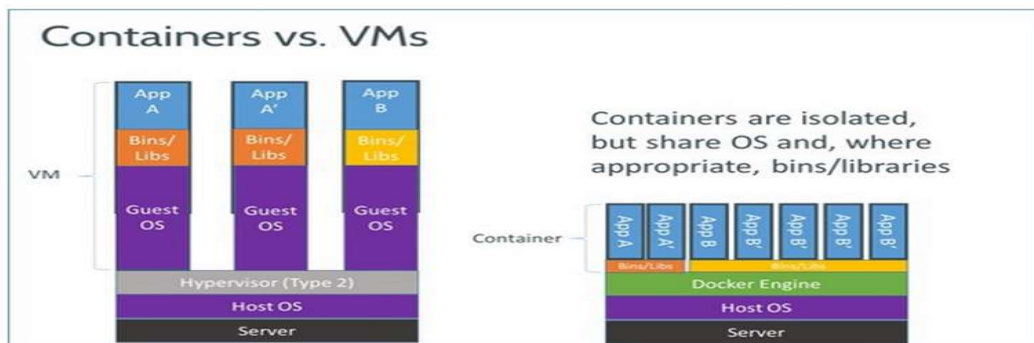 Containers vs. VMs
App
A
App
A'
App
B
Bins/
Libs
Bins/
Libs
Bins/
Libs
VM
Guest
OS
Guest
OS
Guest
OS
Hypervisor (Type 2)
Host OS
Server
Containers are isolated,
but share OS and, where
appropriate, bins/libraries
Container
App A
App A'
App B
App B'
App B'
App B'
App B'
Bins/Libs
Bins/Libs
Docker Engine
Host OS
Server